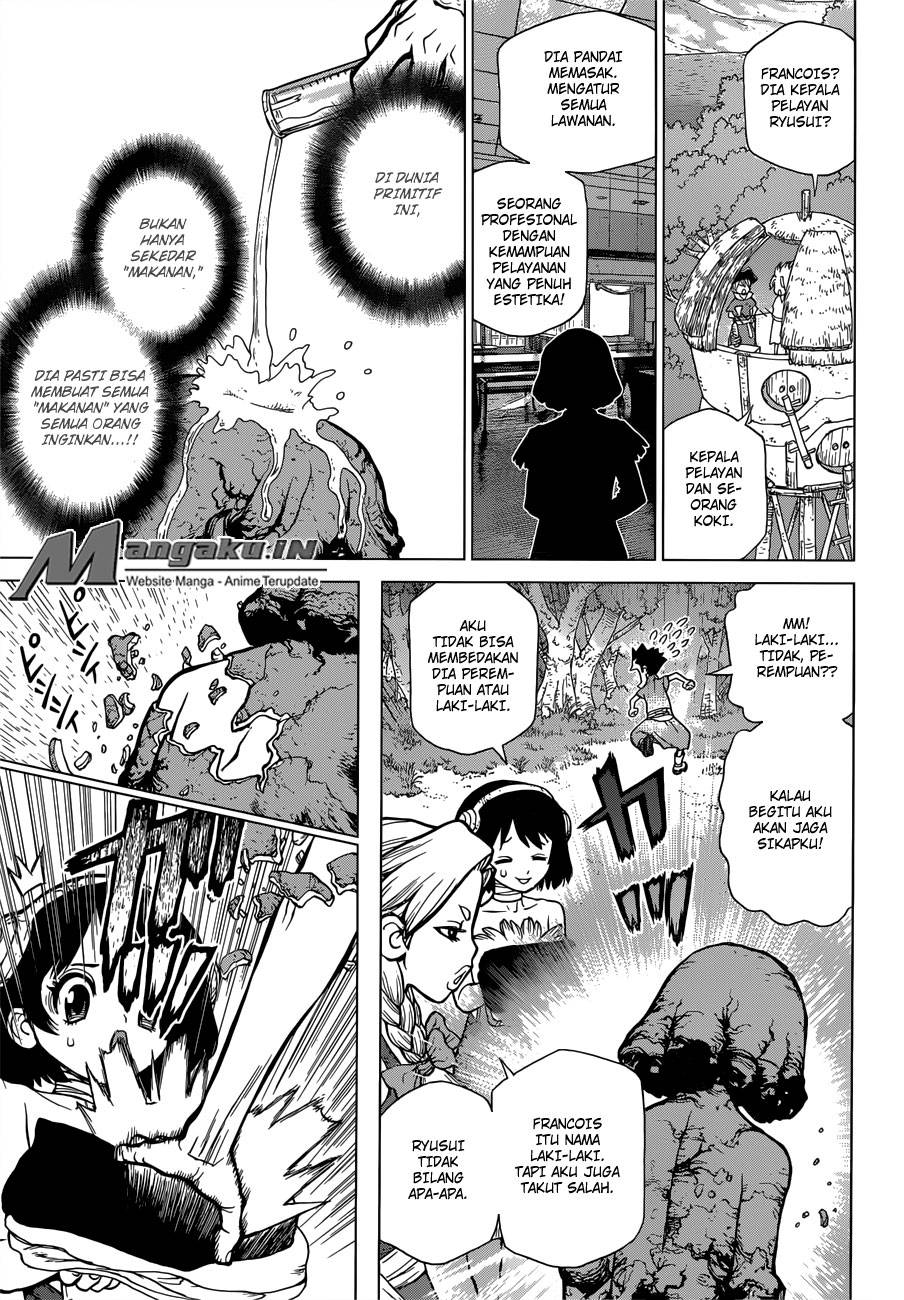 FRANCOIS?
DIA KEPALA
PELAYAN
RYUSUI?
KEPALA
PELAYAN
DAN SE-
ORANG
KOKI.
DIA PANDAI
MEMASAK.
MENGATUR
SEMUA
LAWANAN.
SEORANG
PROFESIONAL
DENGAN
KEMAMPUAN
PELAYANAN
YANG PENUH
ESTETIKA!
DI DUNIA
PRIMITIF
INI,
BUKAN
HANYA
SEKEDAR
"MAKANAN,"
DIA PASTI BISA
MEMBUAT SEMUA
"MAKANAN" YANG
SEMUA ORANG
INGINKAN...!!
Mangaku.in
Website Manga - Anime Terupdate
MM!
LAKI-LAKI...
TIDAK, PE-
REMPUAN??
KALAU
BEGITU AKU
AKAN JAGA
SIKAPKU!
AKU
TIDAK BISA
MEMBEDAKAN
DIA PEREM-
PUAN ATAU
LAKI-LAKI.
FRANCOIS
ITU NAMA
LAKI-LAKI.
TAPI AKU JUGA
TAKUT SALAH.
RYUSUI
TIDAK
BILANG
APA-APA.